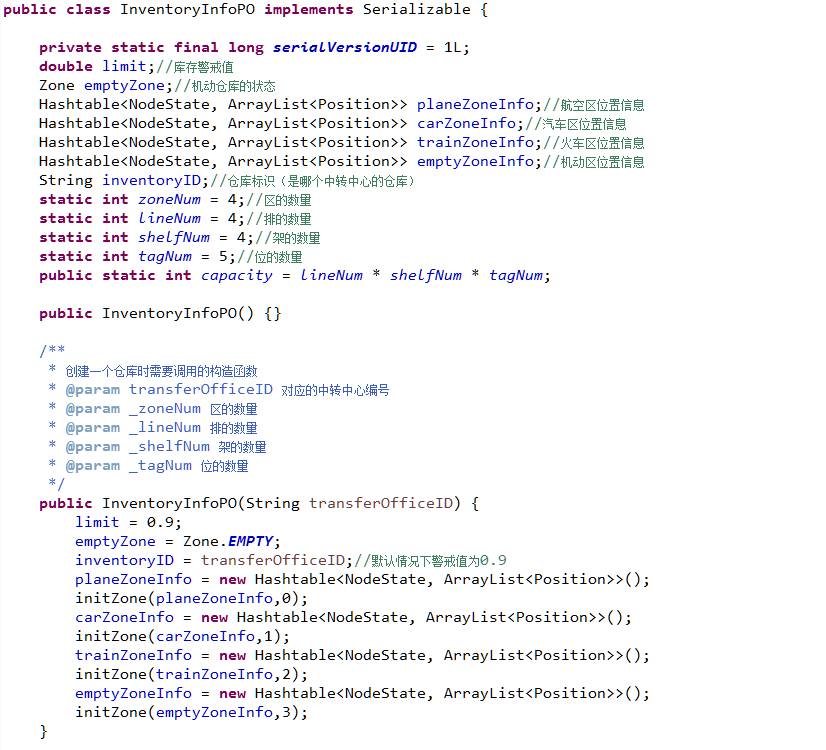 public class InventoryInfoPO implements Serializable {
private static final long serialVersionUID = 1L;
double limit;//库存警戒值
Zone emptyZone;//机动仓库的状态
Hashtable<NodeState, ArrayList<Position>> planeZoneInfo;//航空区位置信息
Hashtable<NodeState, ArrayList<Position>> carZoneInfo;//汽车区位置信息
Hashtable<NodeState, ArrayList<Position>> trainZoneInfo;//火车区位置信息
Hashtable<NodeState, ArrayList<Position>> emptyZoneInfo;//机动区位置信息
String inventoryID;//仓库标识（是哪个中转中心的仓库）
static int zoneNum = 4;//区的数量
static int lineNum = 4;//排的数量
static int shelfNum = 4;//架的数量
static int tagNum = 5;//位的数量
public static int capacity = lineNum * shelfNum * tagNum;
public InventoryInfoPO() {}
/**
* 创建一个仓库时需要调用的构造函数
* @param transferOfficeID 对应的中转中心编号
* @param _zoneNum 区的数量
* @param _lineNum 排的数量
* @param _shelfNum 架的数量
* @param _tagNum 位的数量
*/
public InventoryInfoPO(String transferOfficeID) {
limit = 0.9;
emptyZone = Zone.EMPTY;
inventoryID = transferOfficeID;//默认情况下警戒值为0.9
planeZoneInfo = new Hashtable<NodeState, ArrayList<Position>>();
initZone(planeZoneInfo,0);
carZoneInfo = new Hashtable<NodeState, ArrayList<Position>>();
initZone(carZoneInfo,1);
trainZoneInfo = new Hashtable<NodeState, ArrayList<Position>>();
initZone(trainZoneInfo,2);
emptyZoneInfo = new Hashtable<NodeState, ArrayList<Position>>();
initZone(emptyZoneInfo,3);
}